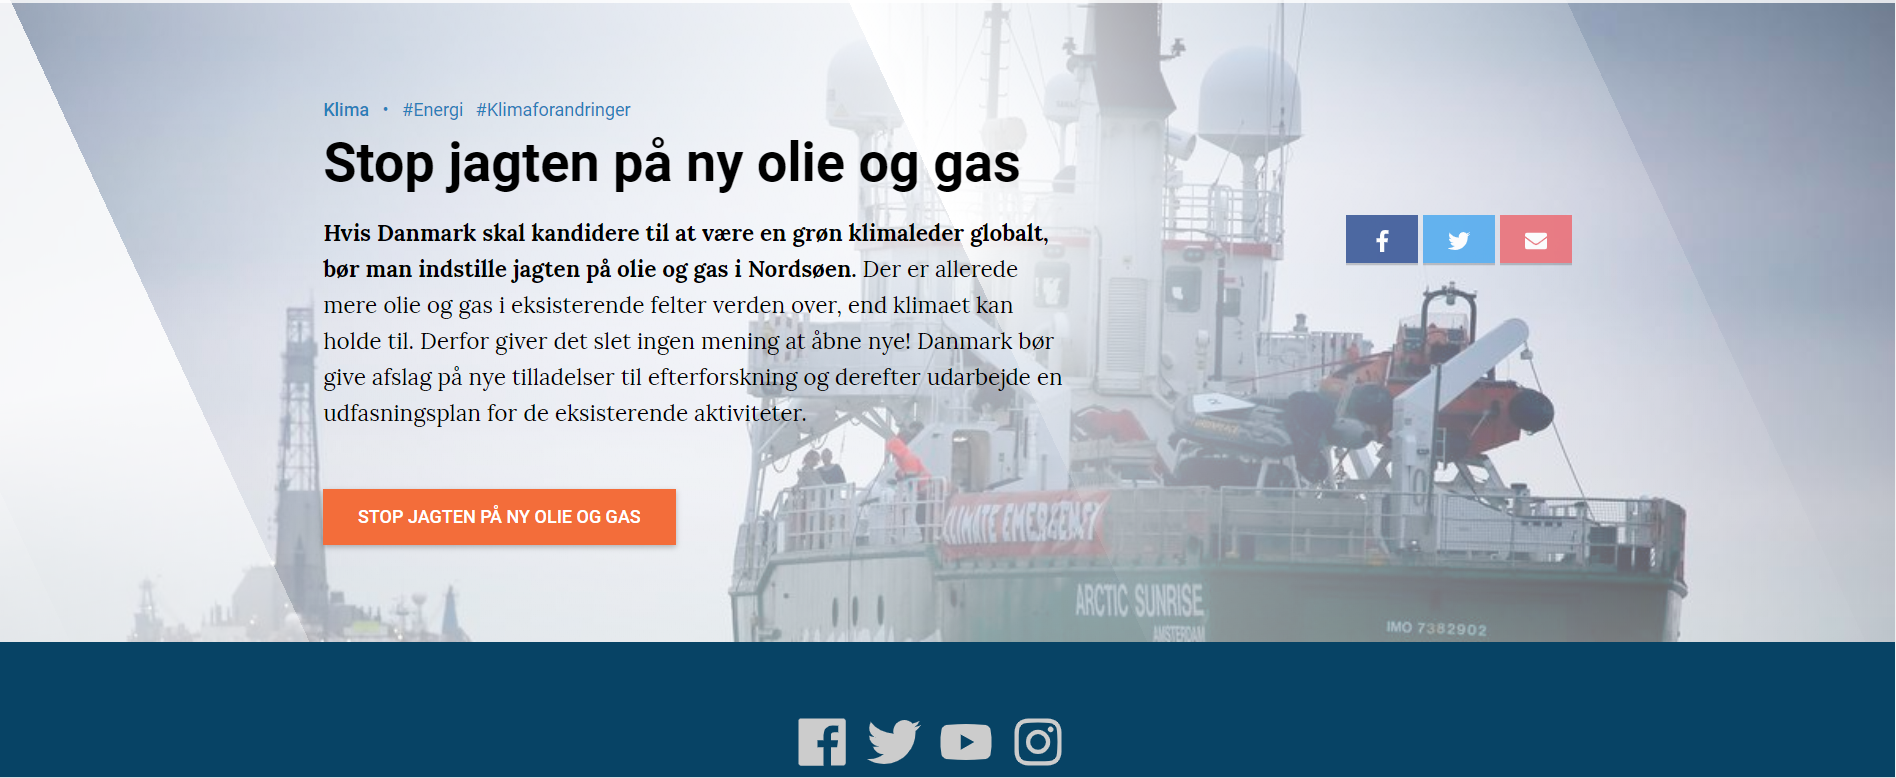 Klima • #Energi #Klimaforandringer
Stop jagten på ny olie og gas
Hvis Danmark skal kandidere til at være en grøn klimaleder globalt,
bør man indstille jagten på olie og gas i Nordsøen. Der er allerede
mere olie og gas i eksisterende felter verden over, end klimaet kan
holde til. Derfor giver det slet ingen mening at åbne nye! Danmark bør
give afslag på nye tilladelser til efterforskning og derefter udarbejde en
udfasningsplan for de eksisterende aktiviteter.
STOP JAGTEN PÅ NY OLIE OG GAS
2
CLIMATE EMERGENCY
ARCTIC SUNRISE
AMSTERDAM
IMO 7382902